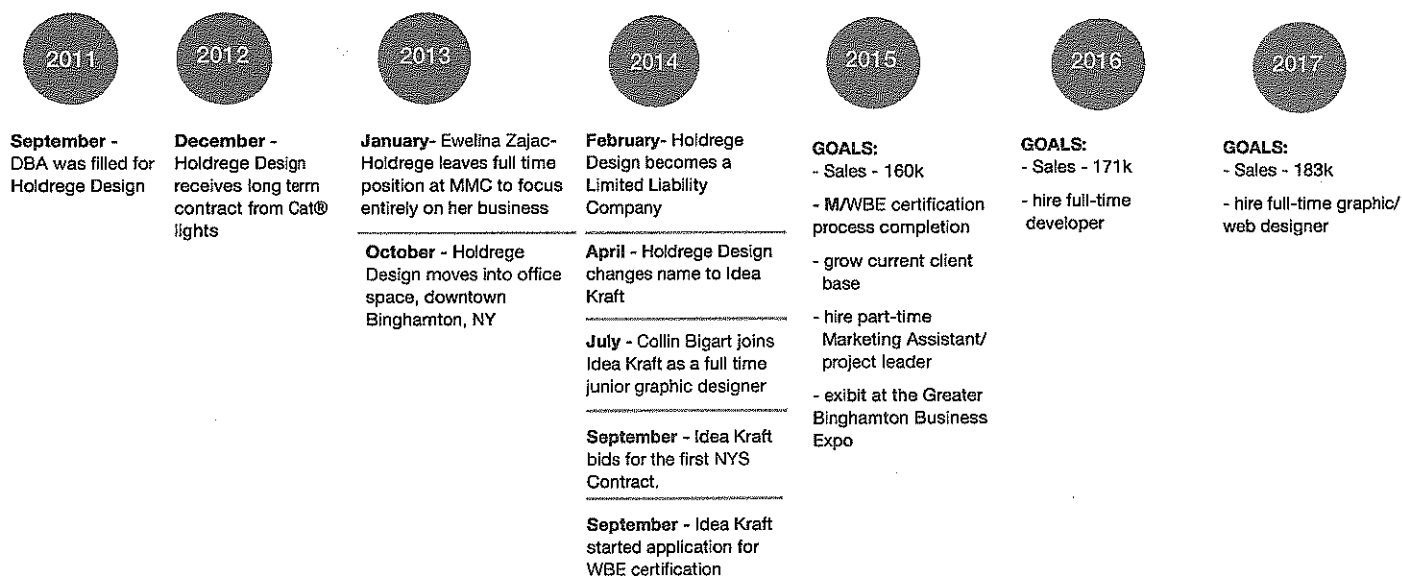 2011
September -
DBA was filled for
Holdrege Design
2012
December -
Holdrege Design
receives long term
contract from Cat®
lights
2013
January- Ewelina Zajac-
Holdrege leaves full time
position at MMC to focus
entirely on her business
October - Holdrege
Design moves into office
space, downtown
Binghamton, NY
2014
February- Holdrege
Design becomes a
Limited Liability
Company
April - Holdrege Design
changes name to Idea
Kraft
July - Collin Bigart joins
Idea Kraft as a full time
junior graphic designer
September - Idea Kraft
bids for the first NYS
Contract.
September - Idea Kraft
started application for
WBE certification
2015
GOALS:
- Sales - 160k
- M/WBE certification
process completion
- grow current client
base
- hire part-time
Marketing Assistant/
project leader
- exibit at the Greater
Binghamton Business
Expo
2016
GOALS:
- Sales - 171k
- hire full-time
developer
2017
GOALS:
- Sales - 183k
- hire full-time graphic/
web designer